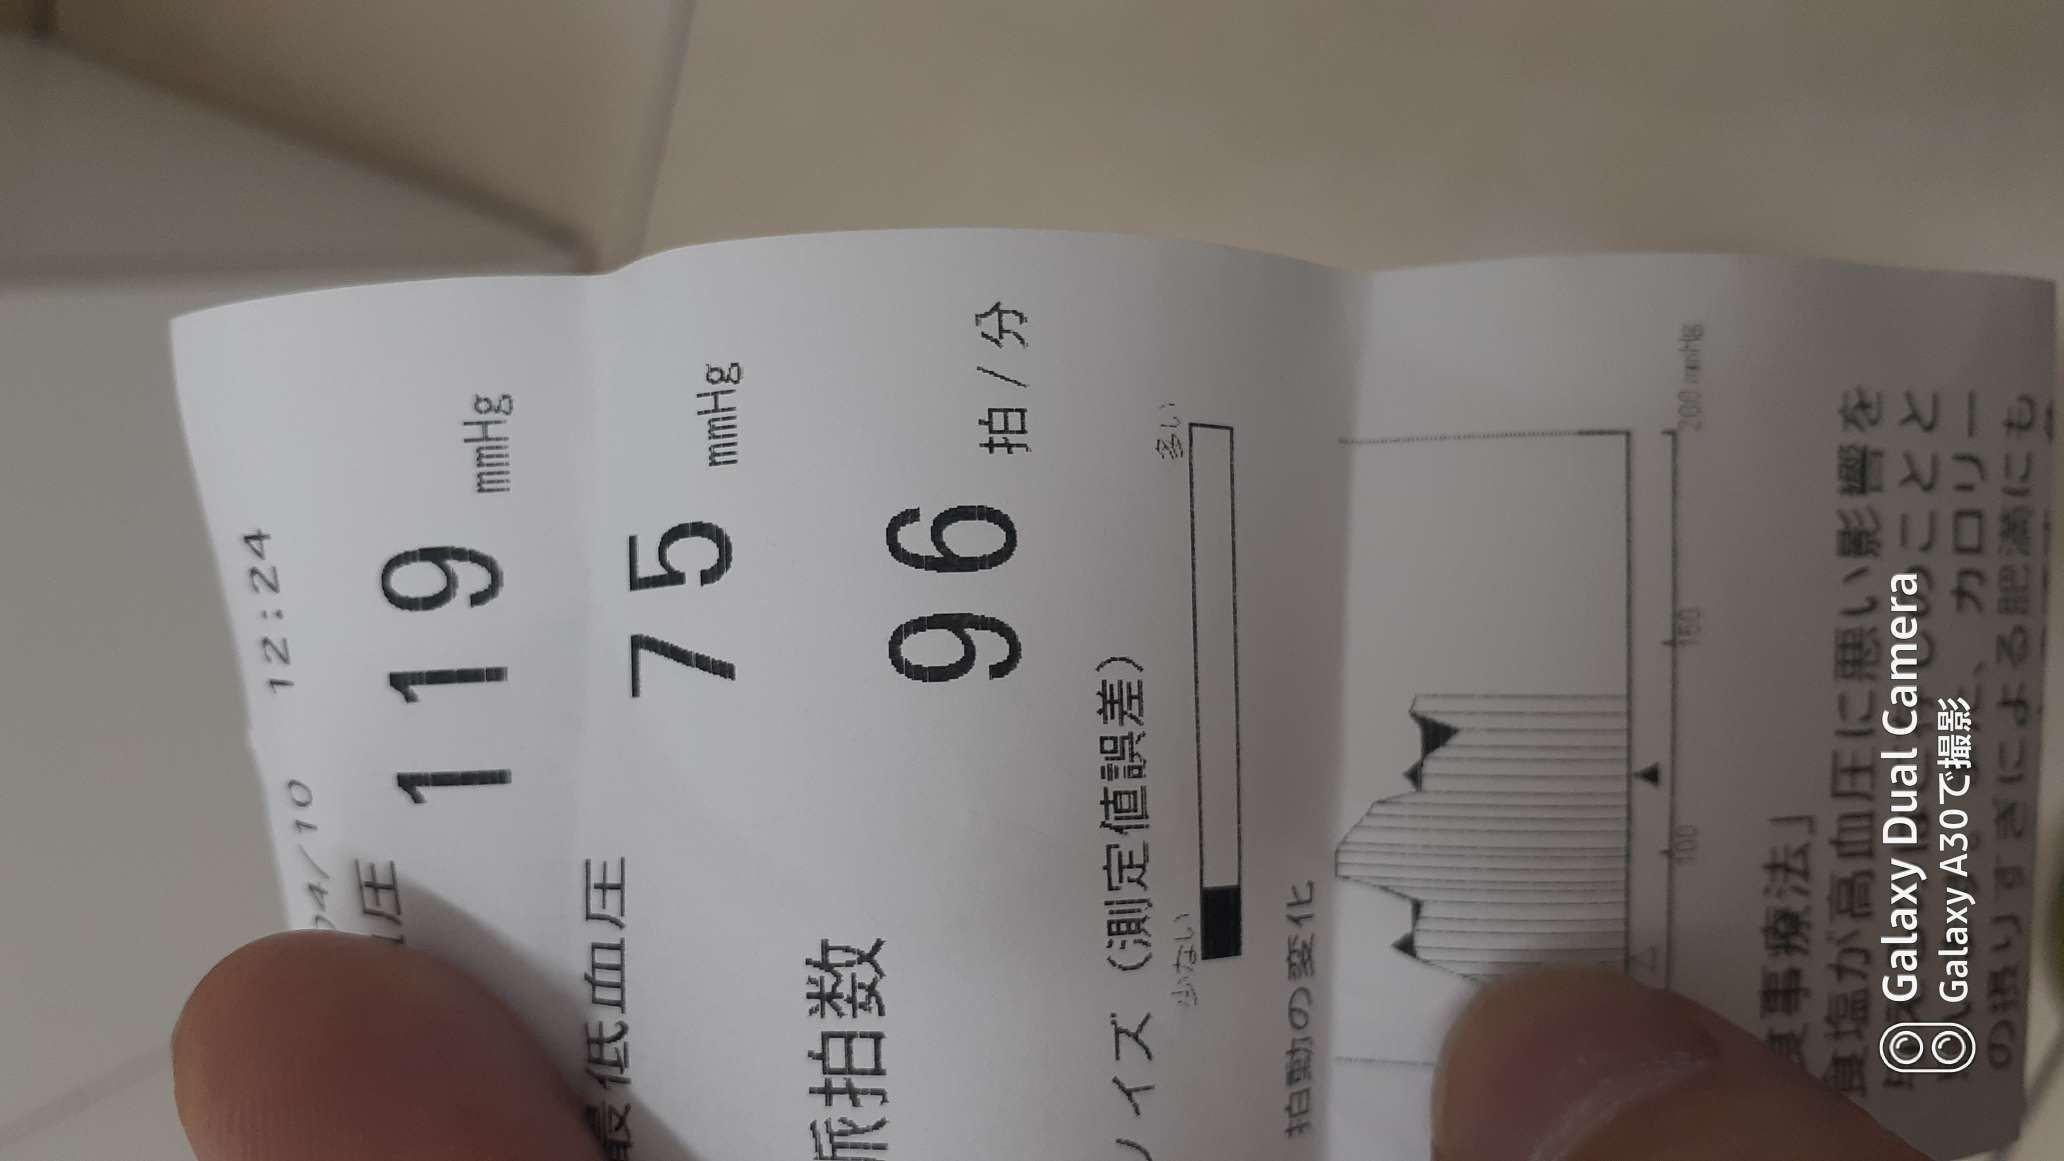 04/10 12:24
血圧
119 mmHg
最低血圧
75 mmHg
脈拍数
96 拍/分
ノイズ(測定値誤差)
少ない 多い
拍動の変化
100 150 200 mmHg
食事療法」
食塩が高血圧に悪い影響を
こと
、カロリー
の摂りすぎによる肥満にも
Galaxy Dual Camera
Galaxy A30で撮影